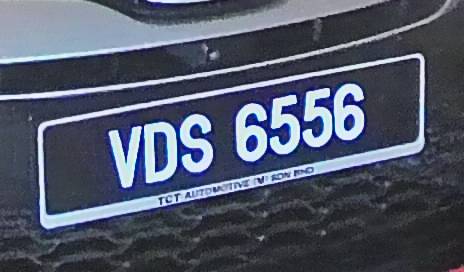 VDS 6556
TCT AUTOMOTIVE (M) SDN BHD